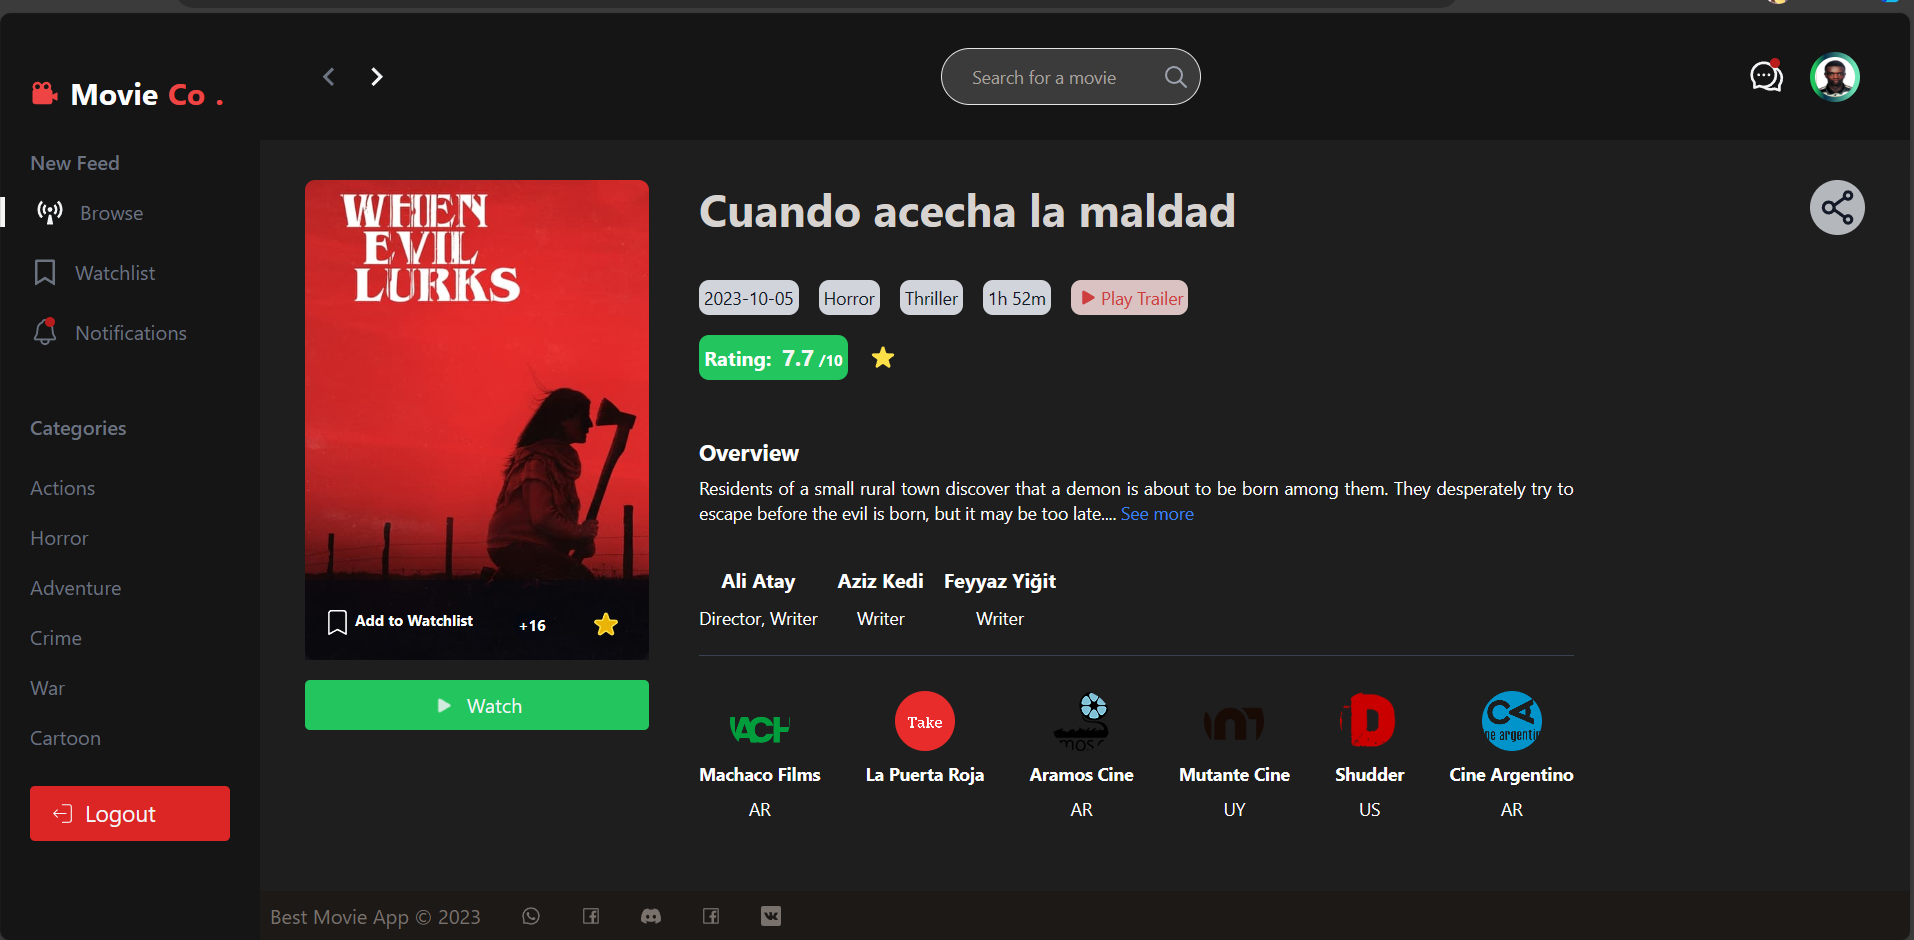 Movie Co .
Search for a movie
New Feed
Browse
Watchlist
Notifications
Categories
Actions
Horror
Adventure
Crime
War
Cartoon
Logout
WHEN
EVIL
LURKS
Add to Watchlist
+16
Watch
Cuando acecha la maldad
2023-10-05 Horror Thriller 1h 52m Play Trailer
Rating: 7.7 /10
Overview
Residents of a small rural town discover that a demon is about to be born among them. They desperately try to
escape before the evil is born, but it may be too late.... See more
Ali Atay Aziz Kedi Feyyaz Yiğit
Director, Writer Writer Writer
Take
Machaco Films La Puerta Roja Aramos Cine Mutante Cine Shudder Cine Argentino
AR AR UY US AR
Best Movie App © 2023